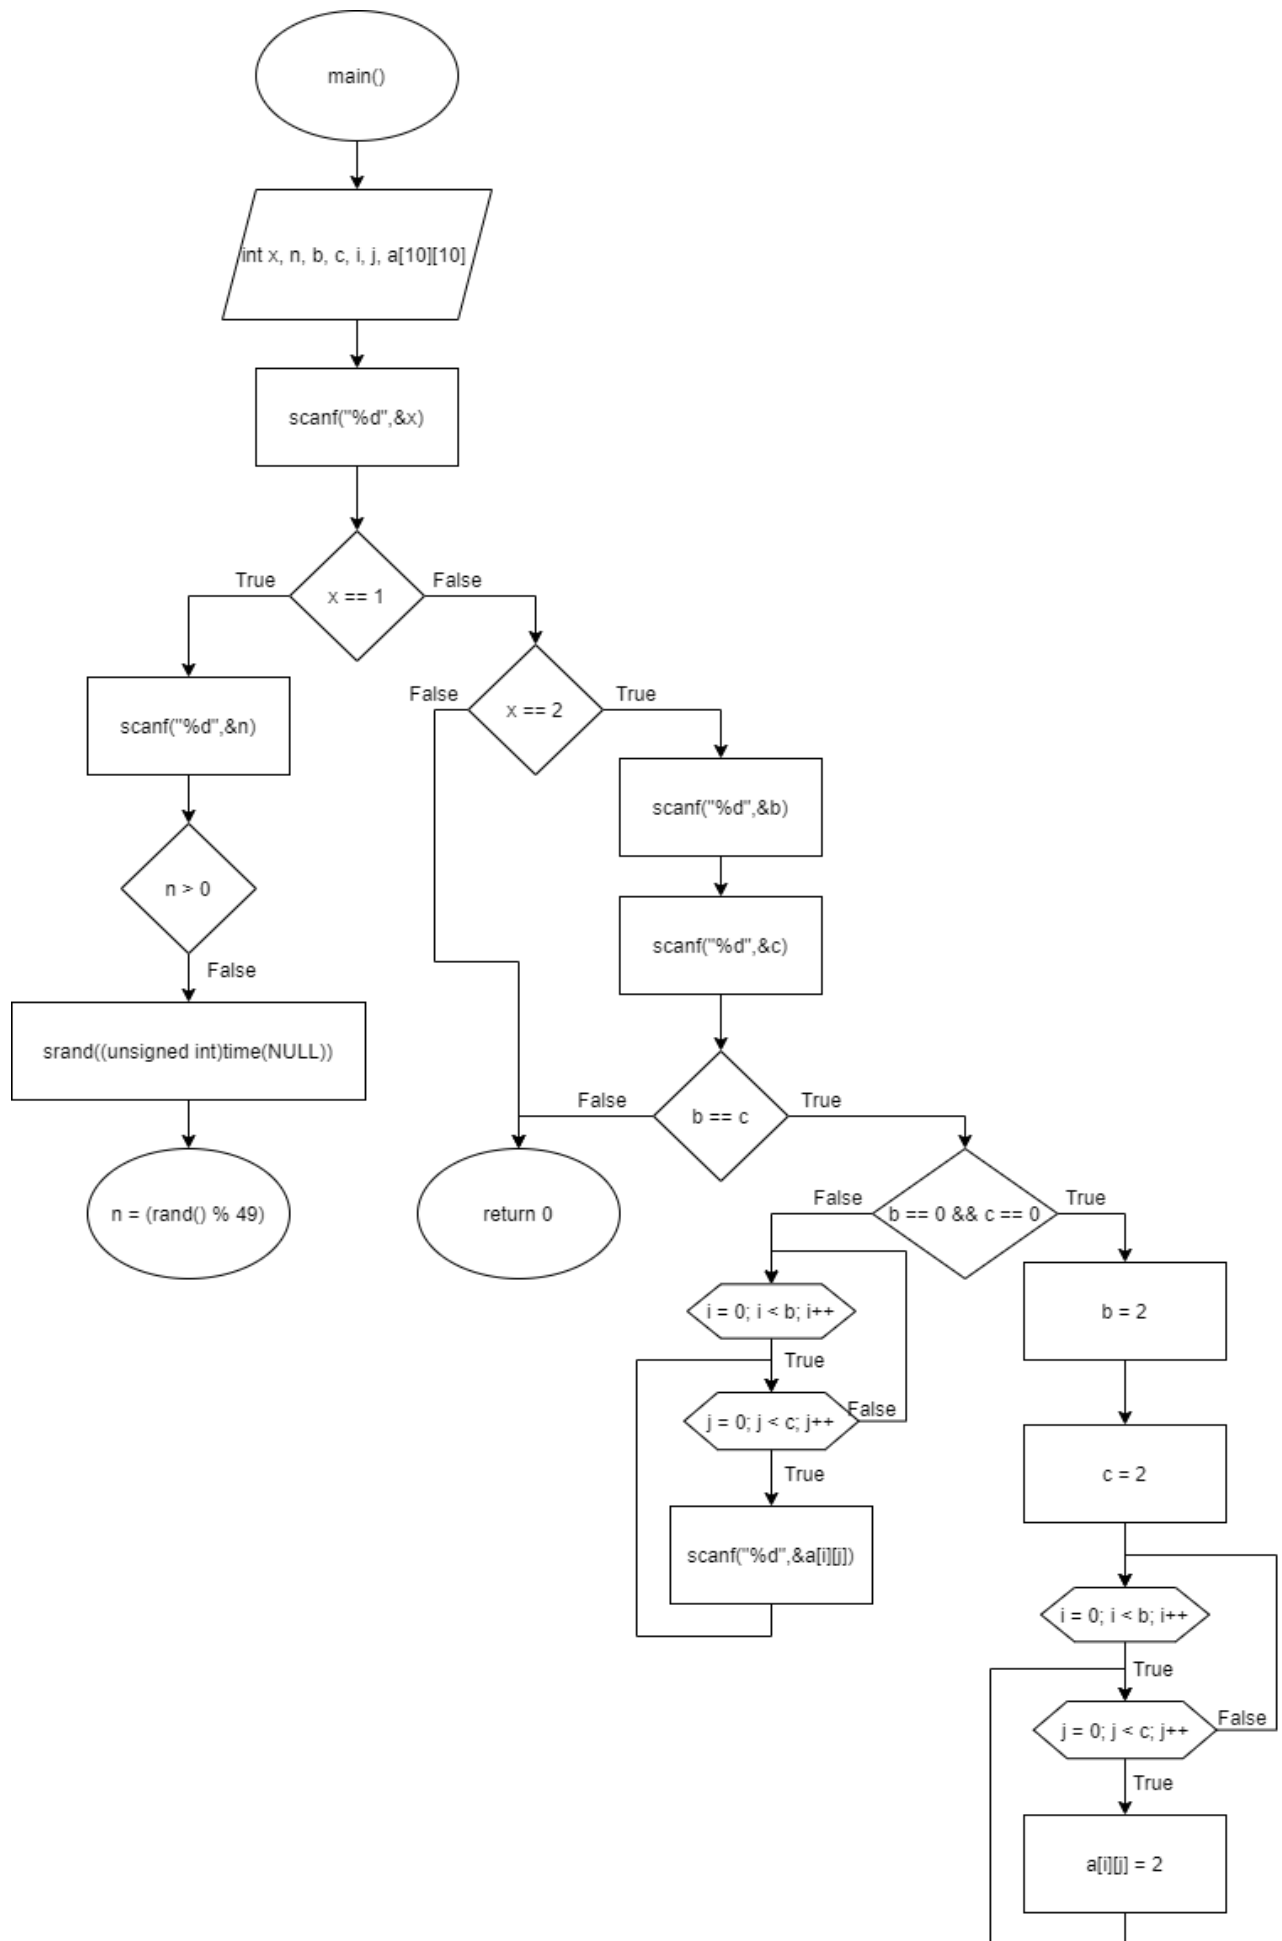 main()
int x, n, b, c, i, j, a[10][10]
scanf("%d",&x)
x == 1
True
False
scanf("%d",&n)
n > 0
False
srand((unsigned int)time(NULL))
n = (rand() % 49)
x == 2
False
True
scanf("%d",&b)
scanf("%d",&c)
b == c
False
True
return 0
b == 0 && c == 0
False
True
i = 0; i < b; i++
True
j = 0; j < c; j++
False
True
scanf("%d",&a[i][j])
b = 2
c = 2
i = 0; i < b; i++
True
j = 0; j < c; j++
False
True
a[i][j] = 2